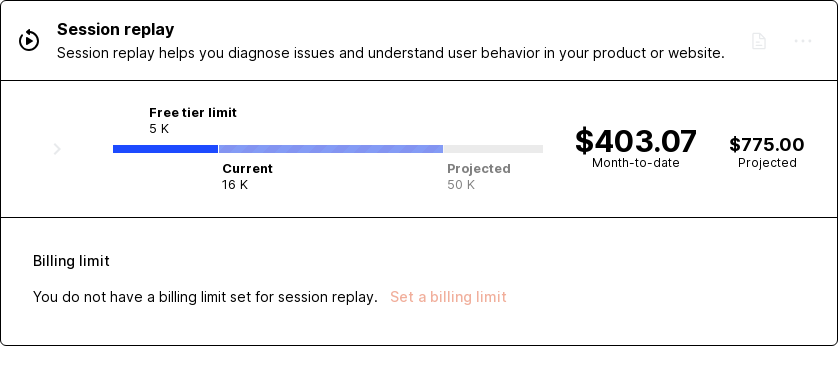 Session replay
Session replay helps you diagnose issues and understand user behavior in your product or website.
Free tier limit
5 K
Current
16 K
Projected
50 K
$403.07
Month-to-date
$775.00
Projected
Billing limit
You do not have a billing limit set for session replay. Set a billing limit